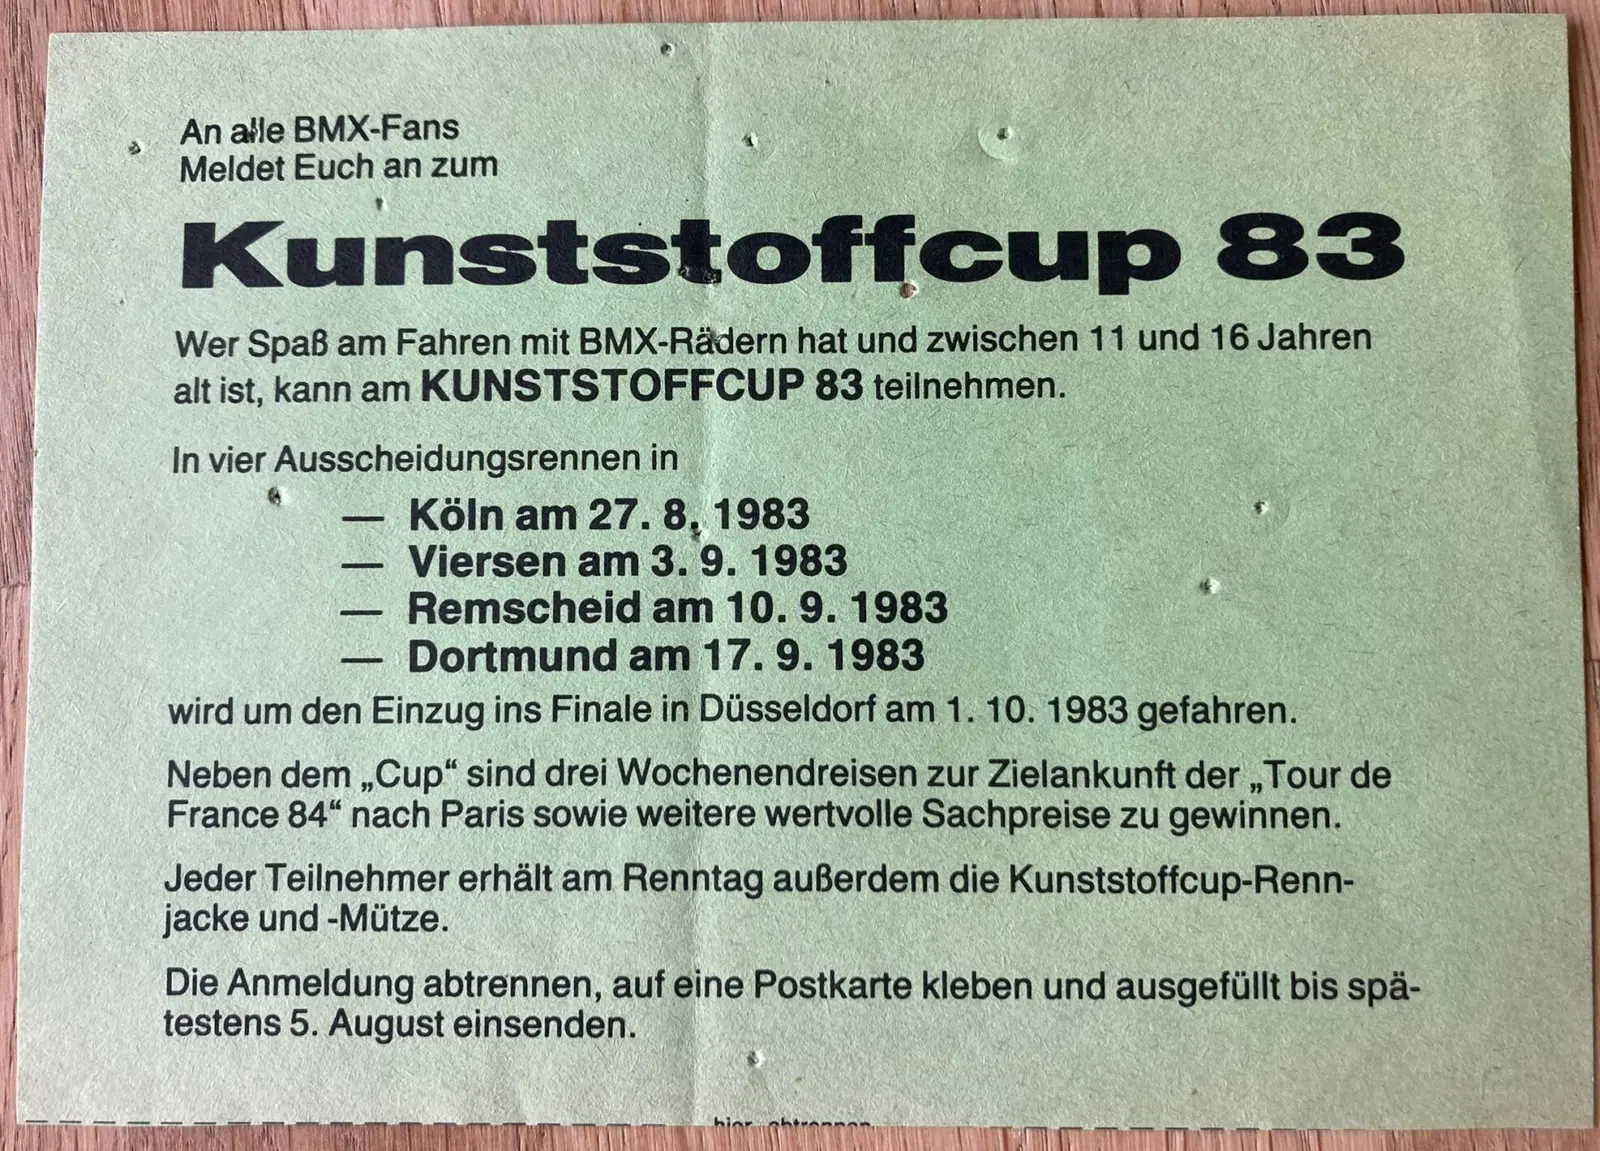 An alle BMX-Fans
Meldet Euch an zum
Kunststoffcup 83
Wer Spaß am Fahren mit BMX-Rädern hat und zwischen 11 und 16 Jahren
alt ist, kann am KUNSTSTOFFCUP 83 teilnehmen.
In vier Ausscheidungsrennen in
— Köln am 27. 8. 1983
— Viersen am 3. 9. 1983
— Remscheid am 10. 9. 1983
— Dortmund am 17. 9. 1983
wird um den Einzug ins Finale in Düsseldorf am 1. 10. 1983 gefahren.
Neben dem „Cup“ sind drei Wochenendreisen zur Zielankunft der „Tour de
France 84“ nach Paris sowie weitere wertvolle Sachpreise zu gewinnen.
Jeder Teilnehmer erhält am Renntag außerdem die Kunststoffcup-Renn-
jacke und -Mütze.
Die Anmeldung abtrennen, auf eine Postkarte kleben und ausgefüllt bis spä-
testens 5. August einsenden.
hier abtrennen